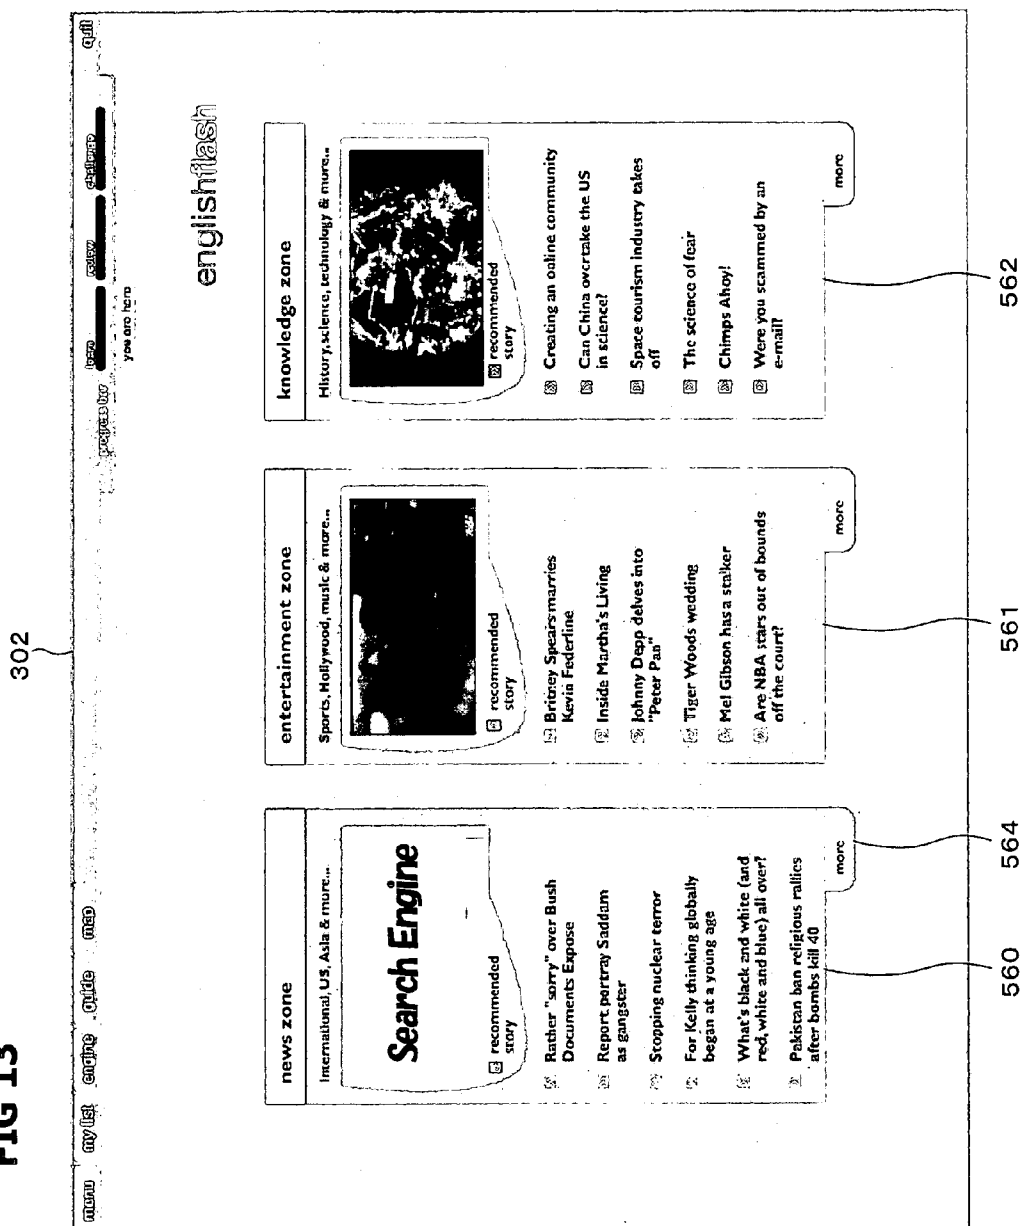 FIG 13
302
menu my list engine guide map
progress bar
learn review challenge
quit
you are here
englishflash
news zone
International, US, Asia & more...
Search Engine
recommended
story
Rather "sorry" over Bush
Documents Expose
Report portray Saddam
as gangster
Stopping nuclear terror
For Kelly thinking globally
began at a young age
What's black and white (and
red, white and blue) all over?
Pakistan ban religious rallies
after bombs kill 40
more
entertainment zone
Sports, Hollywood, music & more...
recommended
story
Britney Spears marries
Kevin Federline
Inside Martha's Living
Johnny Depp delves into
"Peter Pan"
Tiger Woods wedding
Mel Gibson has a stalker
Are NBA stars out of bounds
off the court?
more
knowledge zone
History, science, technology & more...
recommended
story
Creating an online community
Can China overtake the US
in science?
Space tourism industry takes
off
The science of fear
Chimps Ahoy!
Were you scammed by an
e-mail?
more
560
564
561
562